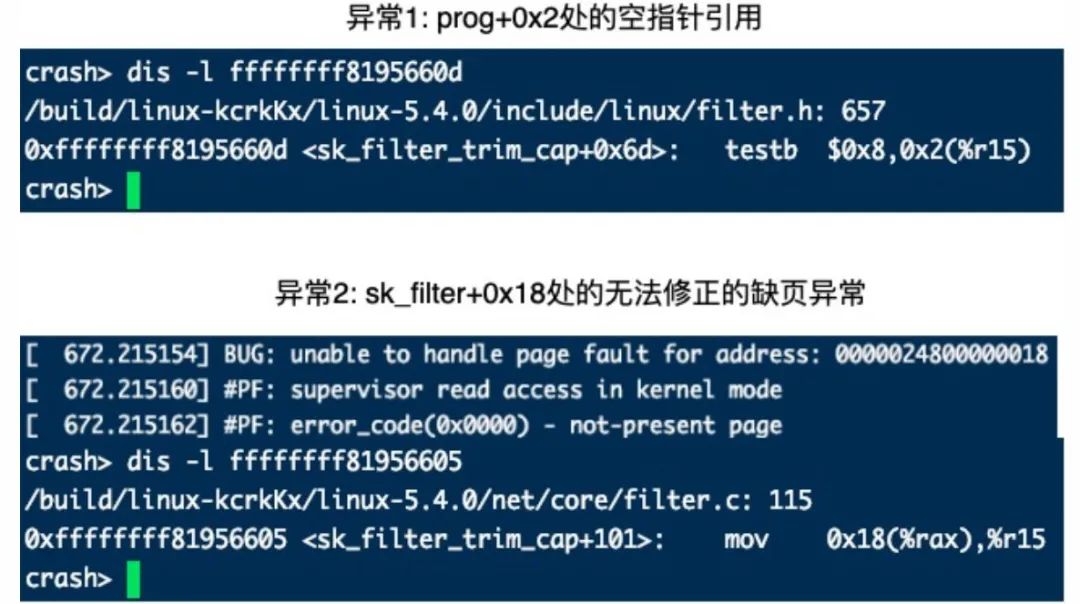 异常1: prog+0x2处的空指针引用
crash> dis -l ffffffff8195660d
/build/linux-kcrkKx/linux-5.4.0/include/linux/filter.h: 657
0xffffffff8195660d <sk_filter_trim_cap+0x6d>:   testb  $0x8,0x2(%r15)
crash>
异常2: sk_filter+0x18处的无法修正的缺页异常
[  672.215154] BUG: unable to handle page fault for address: 0000024800000018
[  672.215160] #PF: supervisor read access in kernel mode
[  672.215162] #PF: error_code(0x0000) - not-present page
crash> dis -l ffffffff81956605
/build/linux-kcrkKx/linux-5.4.0/net/core/filter.c: 115
0xffffffff81956605 <sk_filter_trim_cap+101>:    mov    0x18(%rax),%r15
crash>